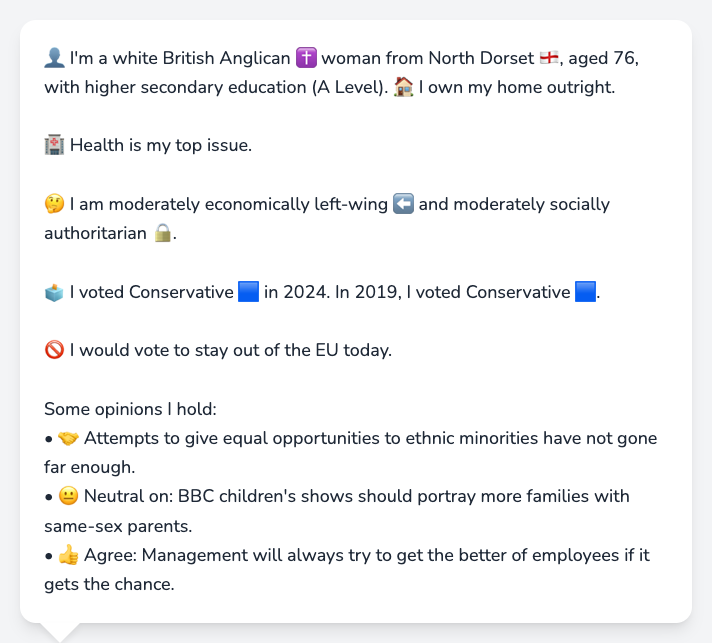 👤 I'm a white British Anglican ✝️ woman from North Dorset 🏴󠁧󠁢󠁥󠁮󠁧󠁿, aged 76,
with higher secondary education (A Level). 🏠 I own my home outright.
🏥 Health is my top issue.
🤔 I am moderately economically left-wing ⬅️ and moderately socially
authoritarian 🔒.
🗳️ I voted Conservative 🟦 in 2024. In 2019, I voted Conservative 🟦.
🚫 I would vote to stay out of the EU today.
Some opinions I hold:
• 🤝 Attempts to give equal opportunities to ethnic minorities have not gone
far enough.
• 😐 Neutral on: BBC children's shows should portray more families with
same-sex parents.
• 👍 Agree: Management will always try to get the better of employees if it
gets the chance.